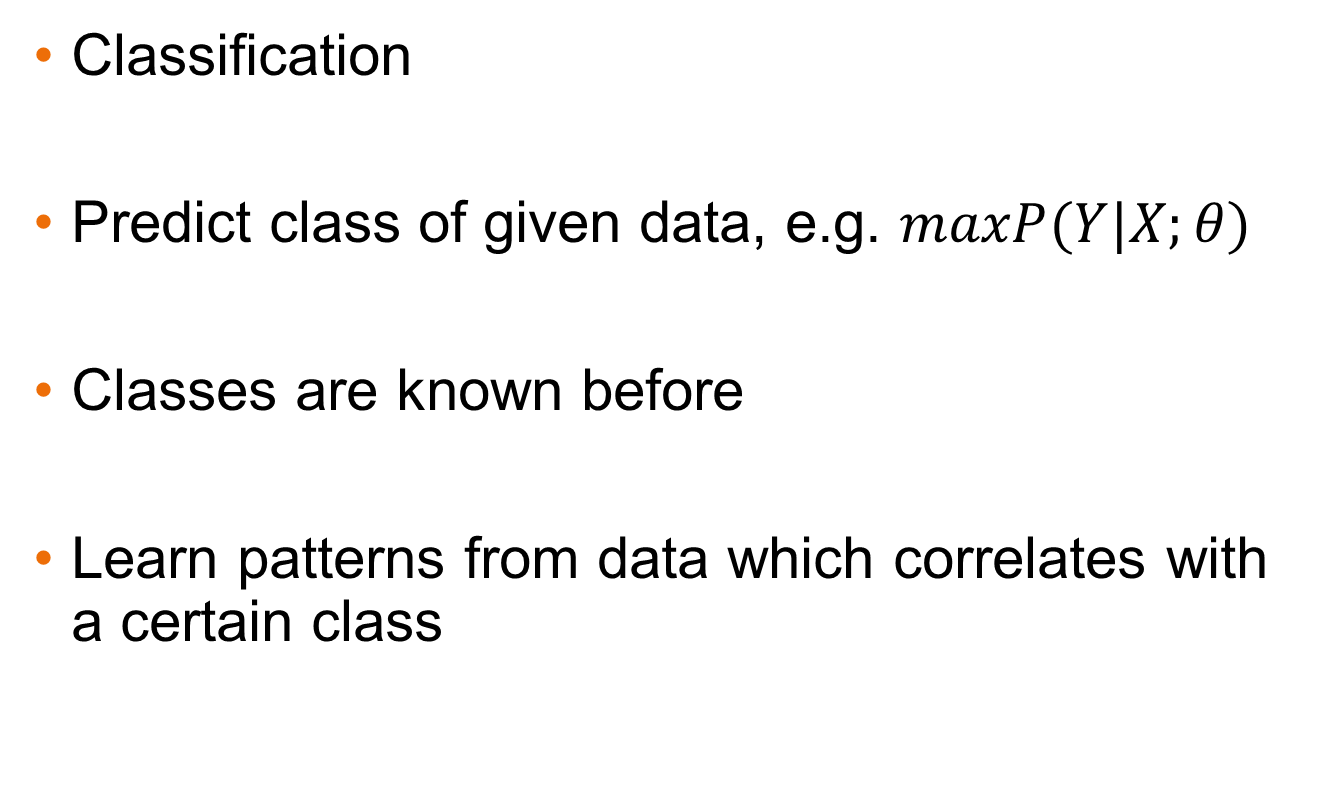 • Classification
• Predict class of given data, e.g. 𝑚𝑎𝑥𝑃(𝑌|𝑋; 𝜃)
• Classes are known before
• Learn patterns from data which correlates with
a certain class